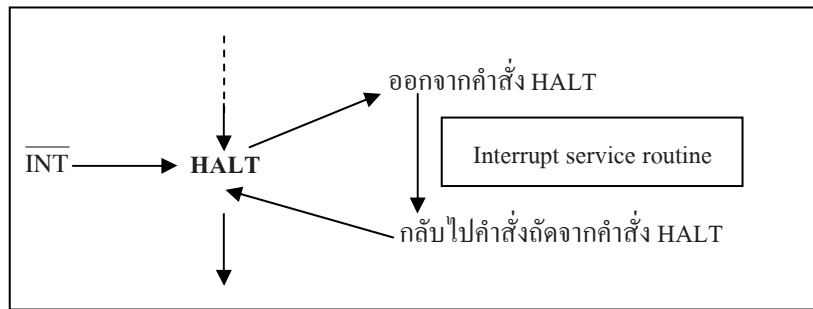 ออกจากคำสั่ง HALT
INT
HALT
Interrupt service routine
กลับไปคำสั่งถัดจากคำสั่ง HALT